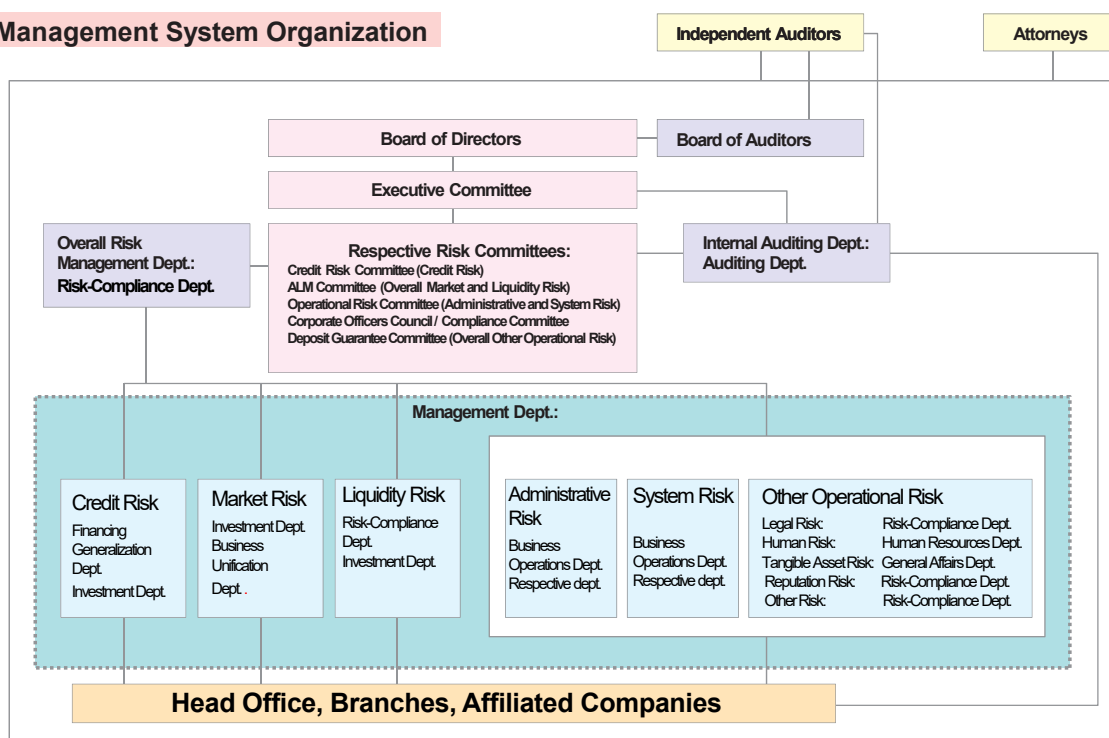 Management System Organization
Independent Auditors
Attorneys
Board of Directors
Board of Auditors
Executive Committee
Overall Risk
Management Dept.:
Risk-Compliance Dept.
Respective Risk Committees:
Credit Risk Committee (Credit Risk)
ALM Committee (Overall Market and Liquidity Risk)
Operational Risk Committee (Administrative and System Risk)
Corporate Officers Council / Compliance Committee
Deposit Guarantee Committee (Overall Other Operational Risk)
Internal Auditing Dept.:
Auditing Dept.
Management Dept.:
Credit Risk
Financing
Generalization
Dept.
Investment Dept.
Market Risk
Investment Dept.
Business
Unification
Dept. .
Liquidity Risk
Risk-Compliance
Dept.
Investment Dept.
Administrative
Risk
Business
Operations Dept.
Respective dept.
System Risk
Business
Operations Dept.
Respective dept.
Other Operational Risk
Legal Risk: Risk-Compliance Dept.
Human Risk: Human Resources Dept.
Tangible Asset Risk: General Affairs Dept.
Reputation Risk: Risk-Compliance Dept.
Other Risk: Risk-Compliance Dept.
Head Office, Branches, Affiliated Companies